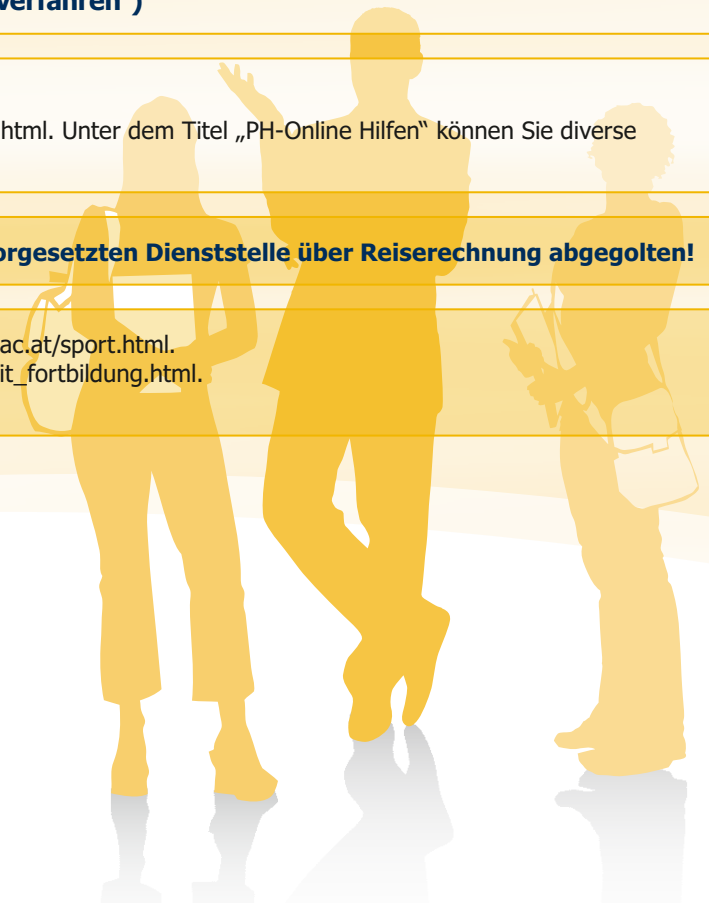 verfahren“)
html. Unter dem Titel „PH-Online Hilfen“ können Sie diverse
orgesetzten Dienststelle über Reiserechnung abgegolten!
ac.at/sport.html.
it_fortbildung.html.